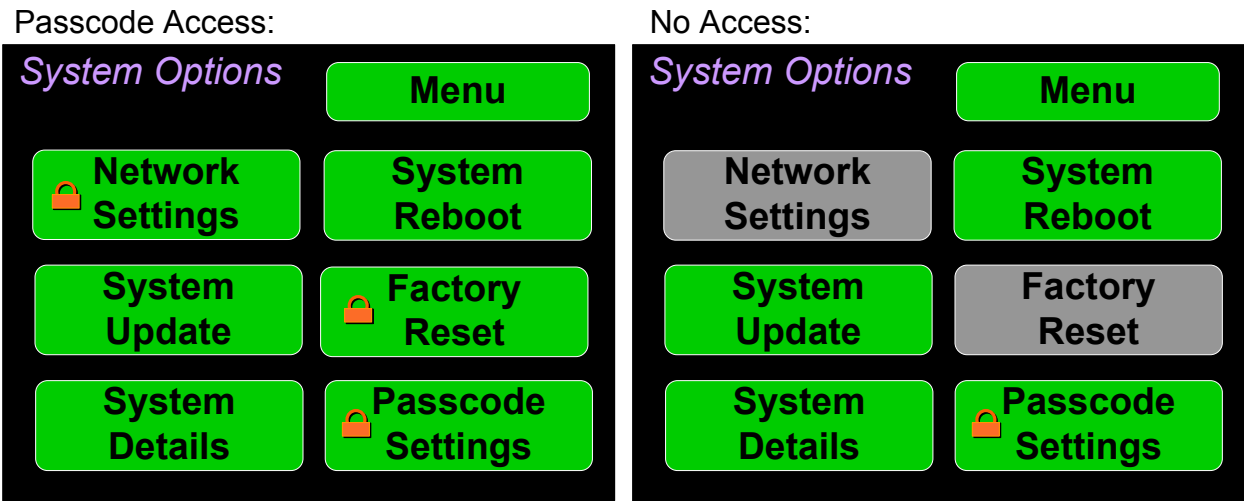 Passcode Access:
System Options
Menu
Network
Settings
System
Reboot
System
Update
Factory
Reset
System
Details
Passcode
Settings
No Access:
System Options
Menu
Network
Settings
System
Reboot
System
Update
Factory
Reset
System
Details
Passcode
Settings